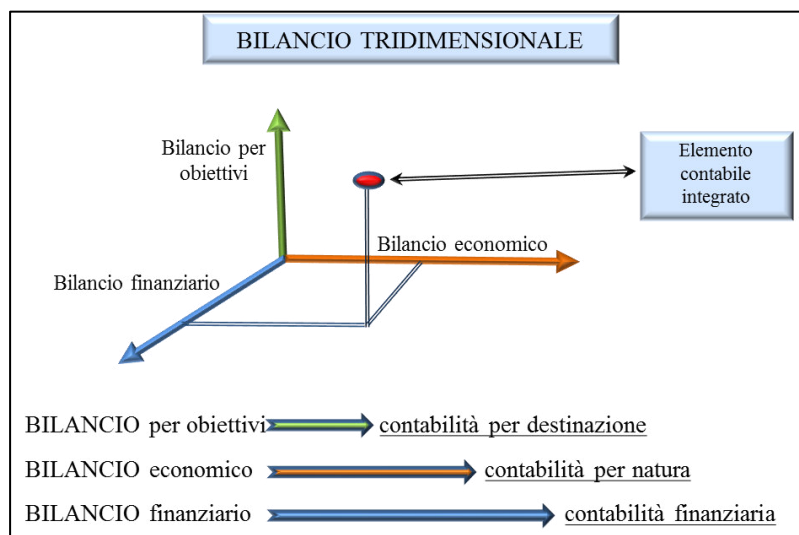 BILANCIO TRIDIMENSIONALE
Bilancio per
obiettivi
Elemento
contabile
integrato
Bilancio economico
Bilancio finanziario
BILANCIO per obiettivi contabilità per destinazione
BILANCIO economico contabilità per natura
BILANCIO finanziario contabilità finanziaria